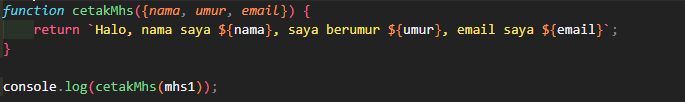 function cetakMhs({nama, umur, email}) {
    return `Halo, nama saya ${nama}, saya berumur ${umur}, email saya ${email}`;
}
console.log(cetakMhs(mhs1));